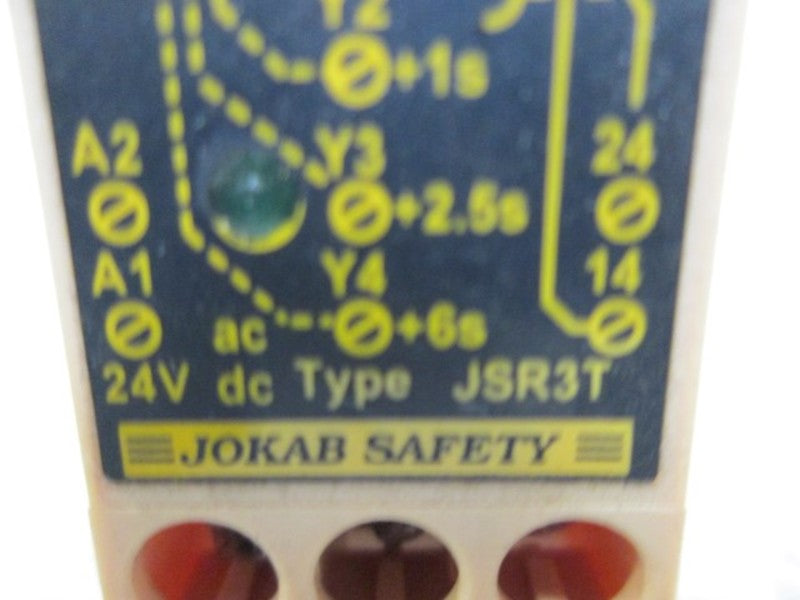 Y2
+1s
A2 Y3 24
+2.5s
A1 Y4 14
ac +6s
24V dc Type JSR3T
JOKAB SAFETY